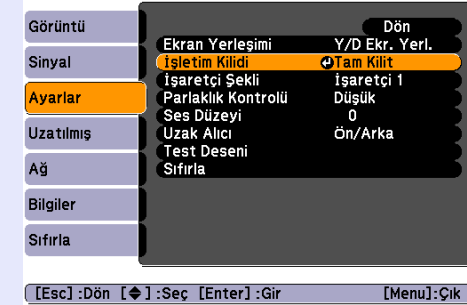 Görüntü
Sinyal
Ayarlar
Uzatılmış
Ağ
Bilgiler
Sıfırla
Dön
Ekran Yerleşimi Y/D Ekr. Yerl.
İşletim Kilidi Tam Kilit
İşaretçi Şekli İşaretçi 1
Parlaklık Kontrolü Düşük
Ses Düzeyi 0
Uzak Alıcı Ön/Arka
Test Deseni
Sıfırla
[Esc] :Dön [◆] :Seç [Enter] :Gir [Menu]:Çık